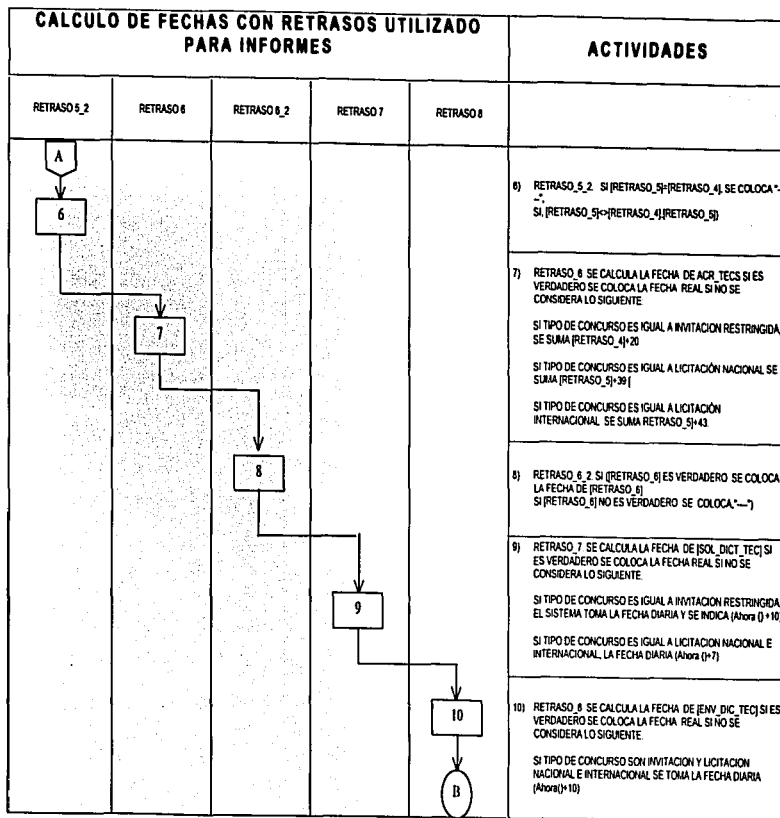 CALCULO DE FECHAS CON RETRASOS UTILIZADO
PARA INFORMES
ACTIVIDADES
RETRASO 5_2
RETRASO 6
RETRASO 6_2
RETRASO 7
RETRASO 8
A
6
7
8
9
10
B
6) RETRASO_5_2. SI [RETRASO_5]=[RETRASO_4], SE COLOCA "-
--",
SI, [RETRASO_5]<>[RETRASO_4],[RETRASO_5])
7) RETRASO_6 SE CALCULA LA FECHA DE ACR_TECS SI ES
VERDADERO SE COLOCA LA FECHA REAL SI NO SE
CONSIDERA LO SIGUIENTE
SI TIPO DE CONCURSO ES IGUAL A INVITACION RESTRINGIDA,
SE SUMA [RETRASO_4]+20
SI TIPO DE CONCURSO ES IGUAL A LICITACIÓN NACIONAL SE
SUMA [RETRASO_5]+39 [
SI TIPO DE CONCURSO ES IGUAL A LICITACIÓN
INTERNACIONAL SE SUMA RETRASO_5]+43.
8) RETRASO_6_2. SI ([RETRASO_6] ES VERDADERO SE COLOCA
LA FECHA DE [RETRASO_6]
SI [RETRASO_6] NO ES VERDADERO SE COLOCA,"----")
9) RETRASO_7. SE CALCULA LA FECHA DE [SOL_DICT_TEC] SI
ES VERDADERO SE COLOCA LA FECHA REAL SI NO SE
CONSIDERA LO SIGUIENTE.
SI TIPO DE CONCURSO ES IGUAL A INVITACION RESTRINGIDA,
EL SISTEMA TOMA LA FECHA DIARIA Y SE INDICA (Ahora ()+10)
SI TIPO DE CONCURSO ES IGUAL A LICITACION NACIONAL E
INTERNACIONAL, LA FECHA DIARIA (Ahora ()+7)
10) RETRASO_8 SE CALCULA LA FECHA DE [ENV_DIC_TEC] SI ES
VERDADERO SE COLOCA LA FECHA REAL SI NO SE
CONSIDERA LO SIGUIENTE.
SI TIPO DE CONCURSO SON INVITACION Y LICITACION
NACIONAL E INTERNACIONAL SE TOMA LA FECHA DIARIA
(Ahora()+10)